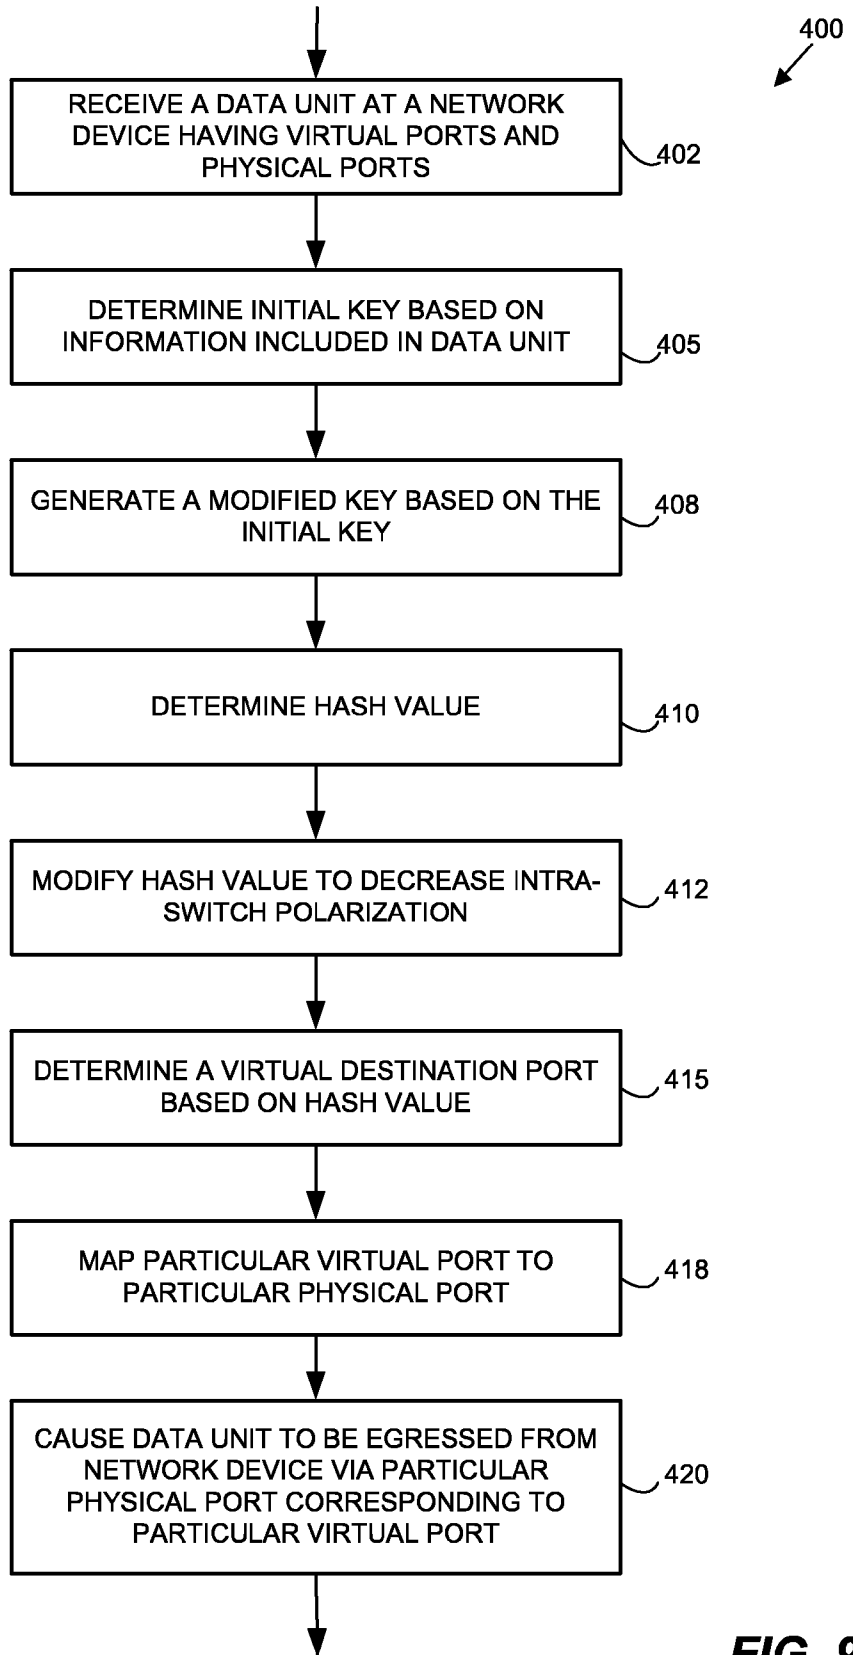 400
RECEIVE A DATA UNIT AT A NETWORK
DEVICE HAVING VIRTUAL PORTS AND
PHYSICAL PORTS
402
DETERMINE INITIAL KEY BASED ON
INFORMATION INCLUDED IN DATA UNIT
405
GENERATE A MODIFIED KEY BASED ON THE
INITIAL KEY
408
DETERMINE HASH VALUE
410
MODIFY HASH VALUE TO DECREASE INTRA-
SWITCH POLARIZATION
412
DETERMINE A VIRTUAL DESTINATION PORT
BASED ON HASH VALUE
415
MAP PARTICULAR VIRTUAL PORT TO
PARTICULAR PHYSICAL PORT
418
CAUSE DATA UNIT TO BE EGRESSED FROM
NETWORK DEVICE VIA PARTICULAR
PHYSICAL PORT CORRESPONDING TO
PARTICULAR VIRTUAL PORT
420
FIG.